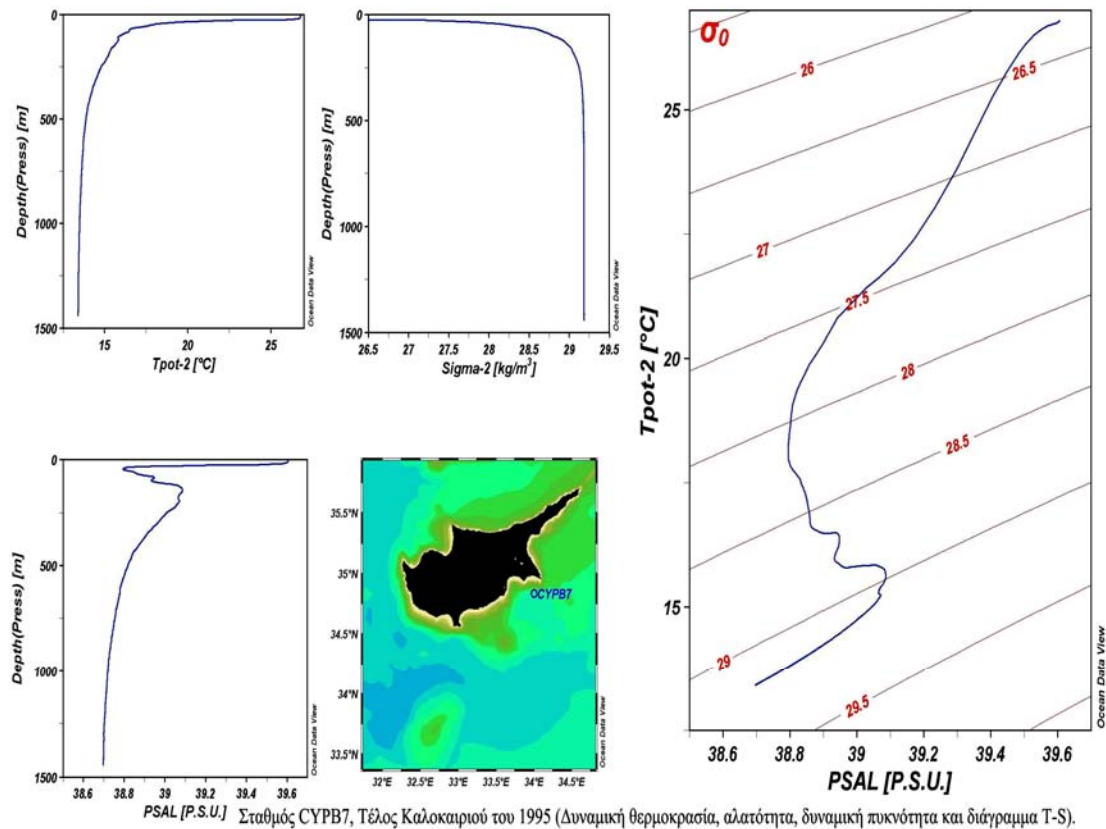 0
500
1000
1500
Depth(Press) [m]
15
20
25
Tpot-2 [°C]
Ocean Data View
0
500
1000
1500
Depth(Press) [m]
26.5
27
27.5
28
28.5
29
29.5
Sigma-2 [kg/m³]
Ocean Data View
0
500
1000
1500
Depth(Press) [m]
38.6
38.8
39
39.2
39.4
39.6
PSAL [P.S.U.]
Ocean Data View
35.5°N
35°N
34.5°N
34°N
33.5°N
OCYPB7
32°E
32.5°E
33°E
33.5°E
34°E
34.5°E
Ocean Data View
σ0
26
26.5
27
27.5
28
28.5
29
29.5
25
20
15
Tpot-2 [°C]
38.6
38.8
39
39.2
39.4
39.6
PSAL [P.S.U.]
Ocean Data View
Σταθμός CYPB7, Τέλος Καλοκαιριού του 1995 (Δυναμική θερμοκρασία, αλατότητα, δυναμική πυκνότητα και διάγραμμα T-S).